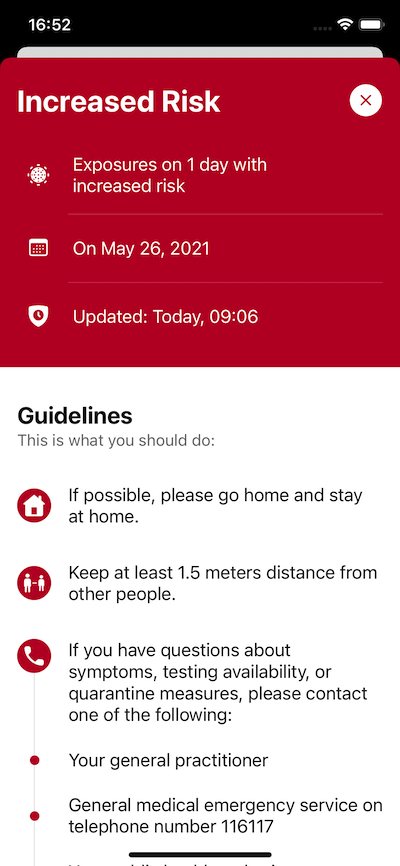 16:52
Increased Risk
Exposures on 1 day with
increased risk
On May 26, 2021
Updated: Today, 09:06
Guidelines
This is what you should do:
If possible, please go home and stay
at home.
Keep at least 1.5 meters distance from
other people.
If you have questions about
symptoms, testing availability, or
quarantine measures, please contact
one of the following:
Your general practitioner
General medical emergency service on
telephone number 116117